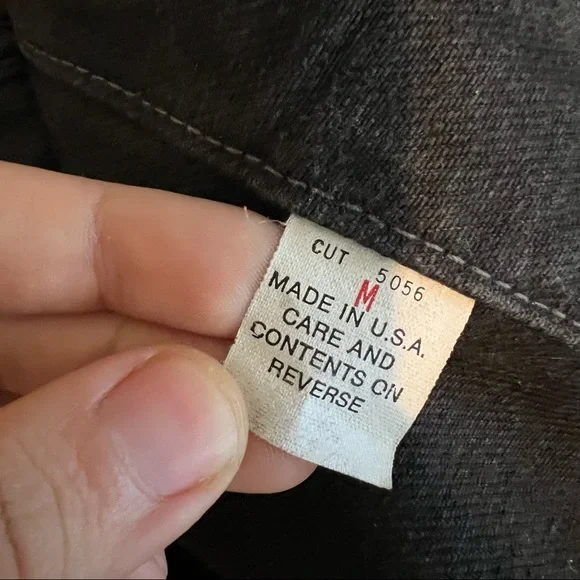 CUT 5056
M
MADE IN U.S.A.
CARE AND
CONTENTS ON
REVERSE